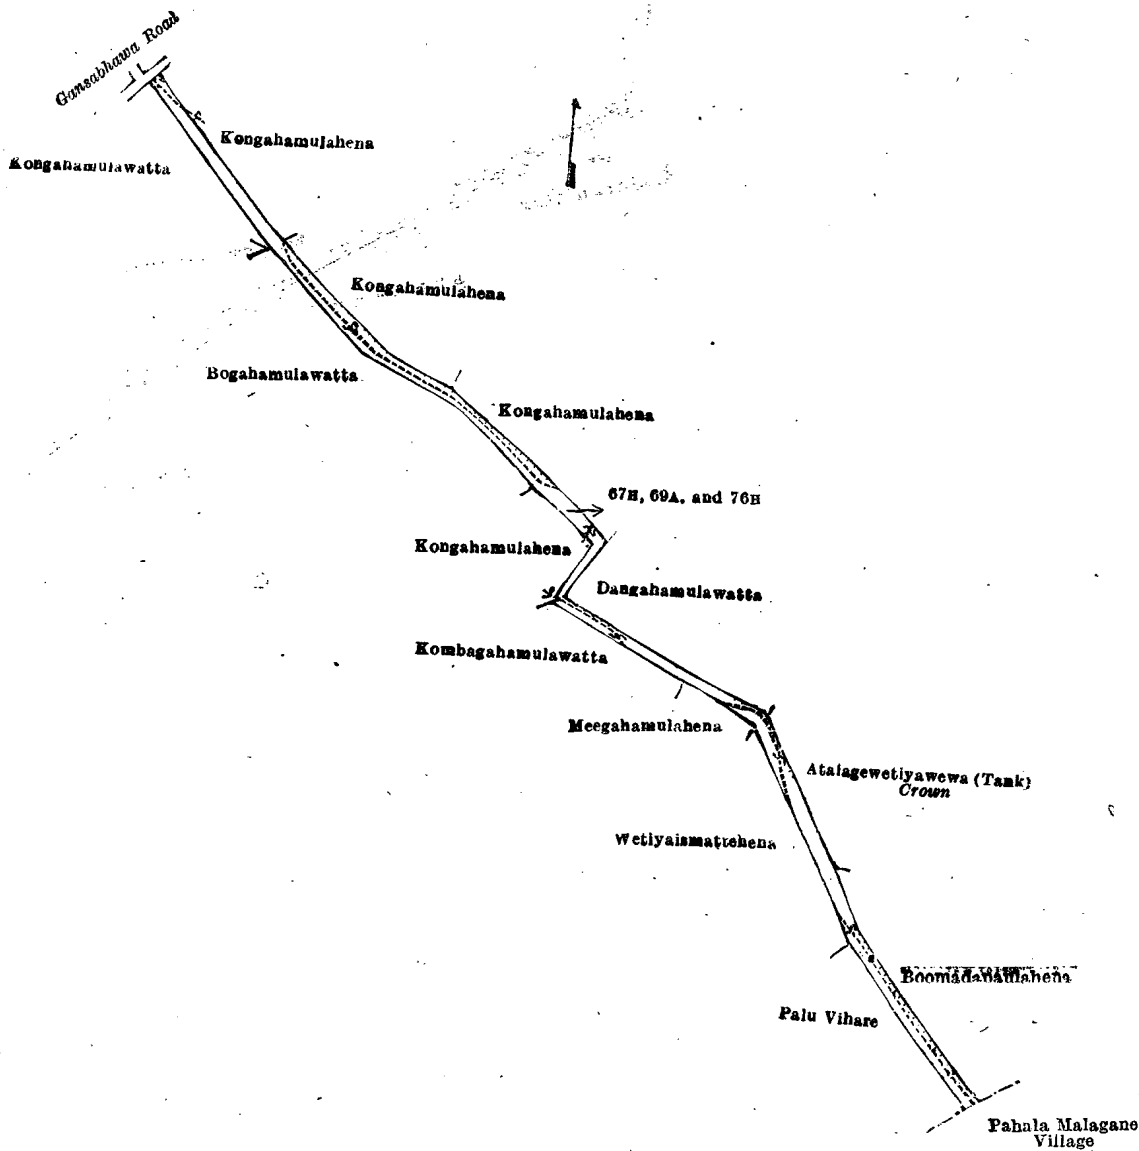 Gansabhawa Road
Kongahamulahena
Kongahamulawatta
Kongahamulahena
Bogahamulawatta
Kongahamulahena
67H, 69A, and 76H
Kongahamulahena
Dangahamulawatta
Kombagahamulawatta
Meegahamulahena
Atalagewetiyawewa (Tank)
Crown
Wetiyaismattehena
Palu Vihare
Pahala Malagane
Village